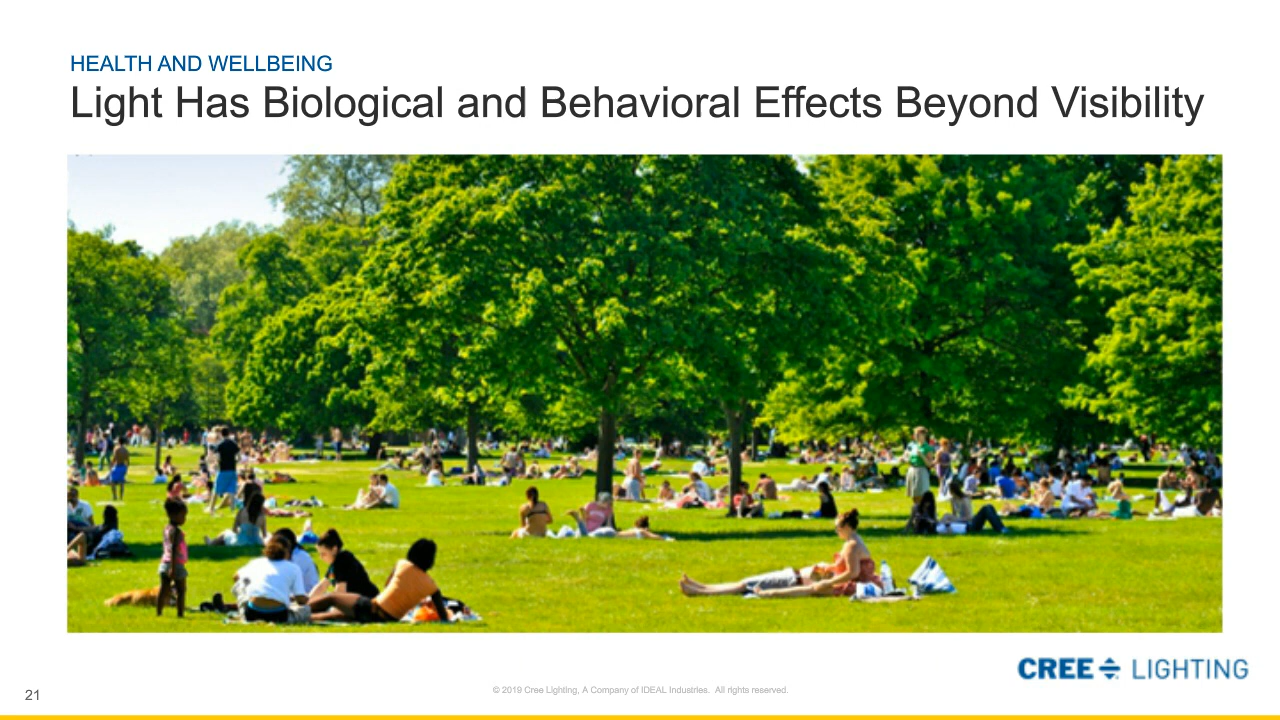 HEALTH AND WELLBEING
Light Has Biological and Behavioral Effects Beyond Visibility
CREE LIGHTING
21
© 2019 Cree Lighting, A Company of IDEAL Industries. All rights reserved.